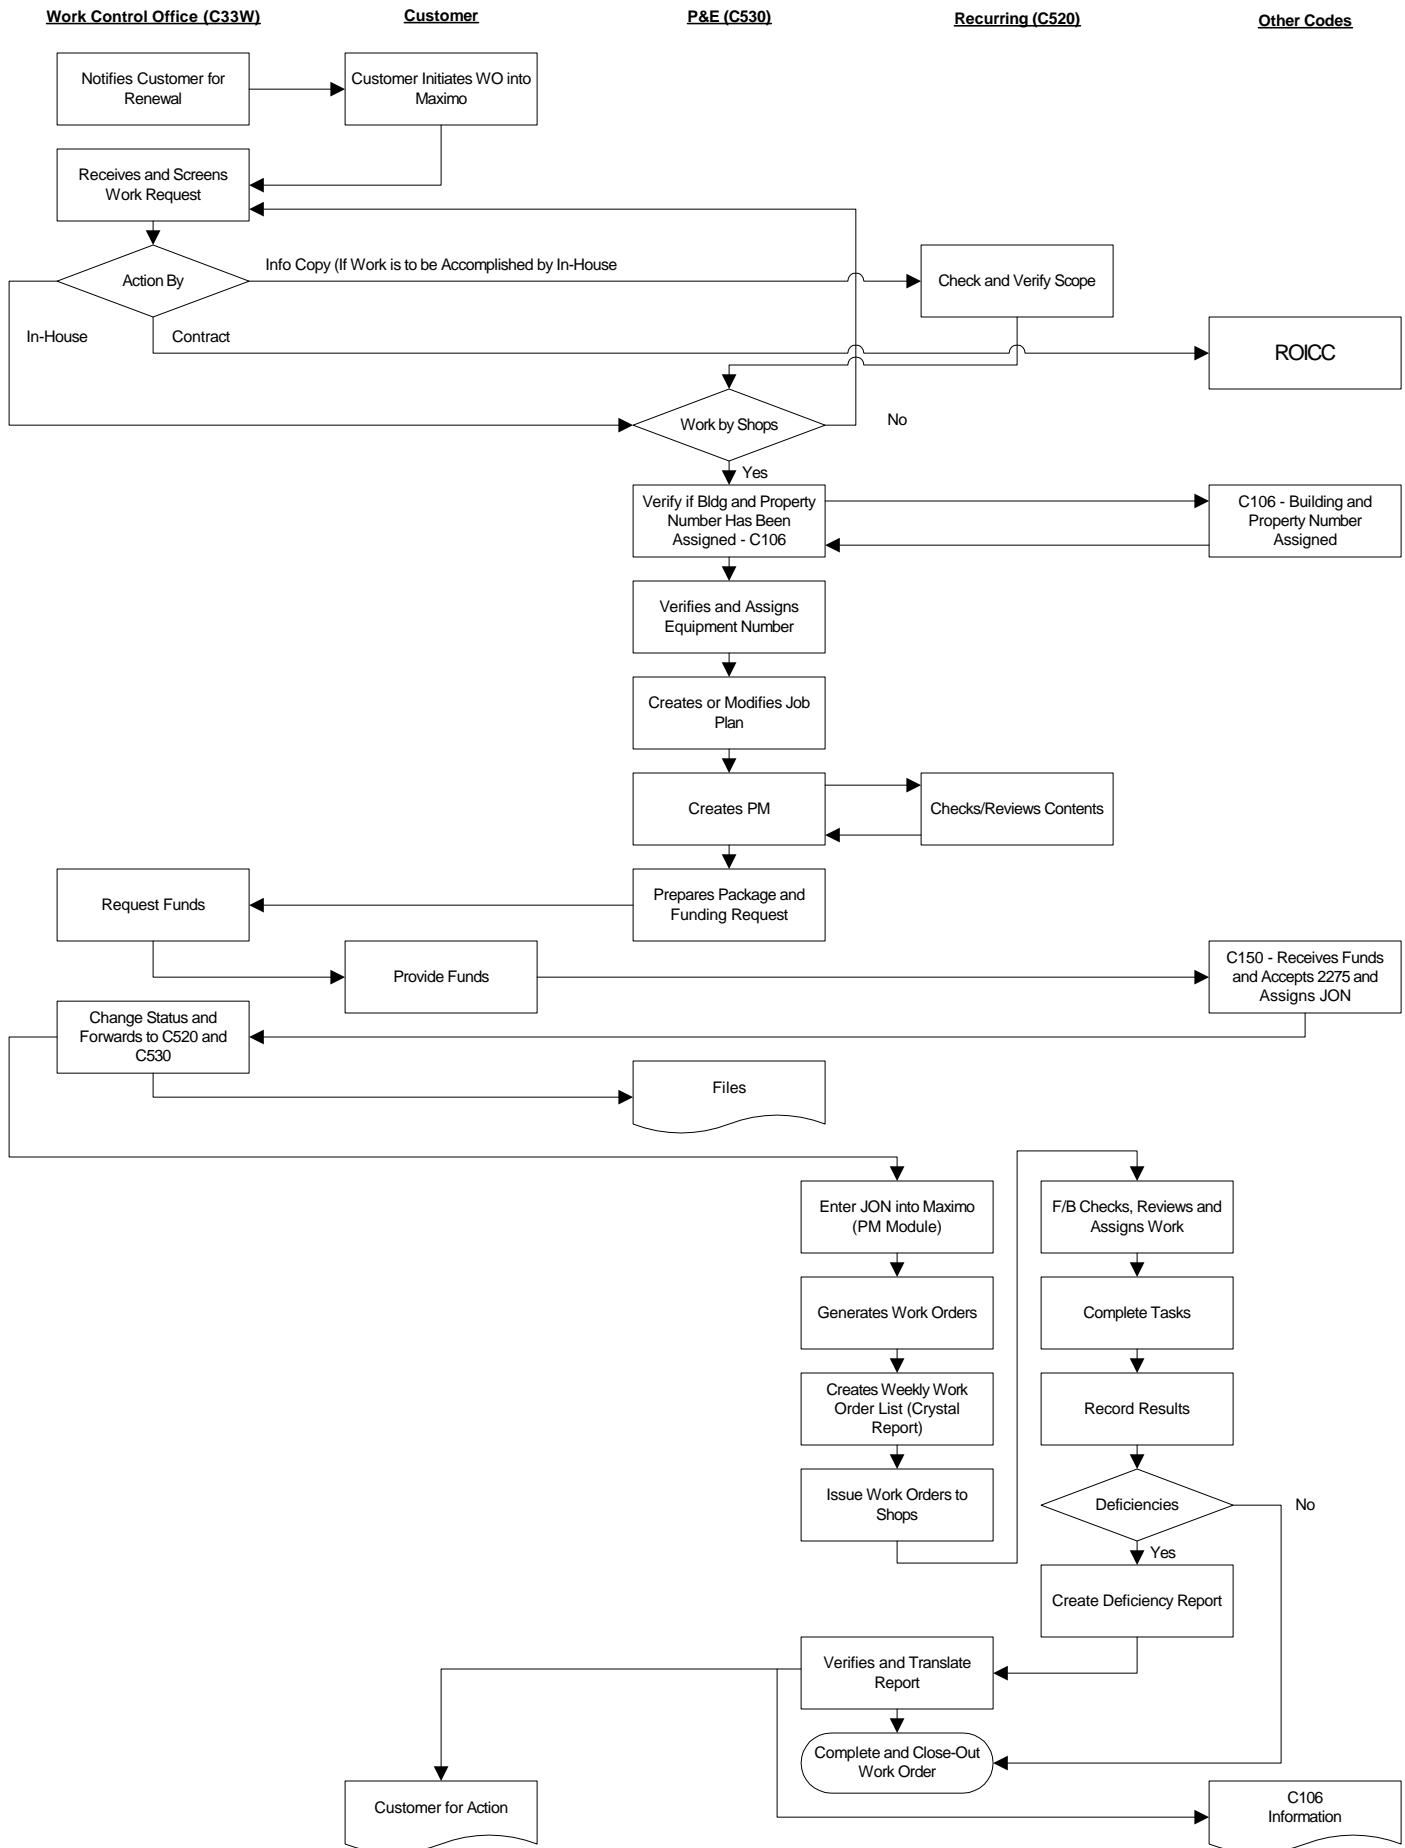 Work Control Office (C33W)
Customer
P&E (C530)
Recurring (C520)
Other Codes
Notifies Customer for
Renewal
Customer Initiates WO into
Maximo
Receives and Screens
Work Request
Action By
Info Copy (If Work is to be Accomplished by In-House
Check and Verify Scope
In-House
Contract
ROICC
Work by Shops
No
Yes
Verify if Bldg and Property
Number Has Been
Assigned - C106
C106 - Building and
Property Number
Assigned
Verifies and Assigns
Equipment Number
Creates or Modifies Job
Plan
Creates PM
Checks/Reviews Contents
Request Funds
Prepares Package and
Funding Request
Provide Funds
C150 - Receives Funds
and Accepts 2275 and
Assigns JON
Change Status and
Forwards to C520 and
C530
Files
Enter JON into Maximo
(PM Module)
F/B Checks, Reviews and
Assigns Work
Generates Work Orders
Complete Tasks
Creates Weekly Work
Order List (Crystal
Report)
Record Results
Issue Work Orders to
Shops
Deficiencies
No
Yes
Create Deficiency Report
Verifies and Translate
Report
Complete and Close-Out
Work Order
Customer for Action
C106
Information